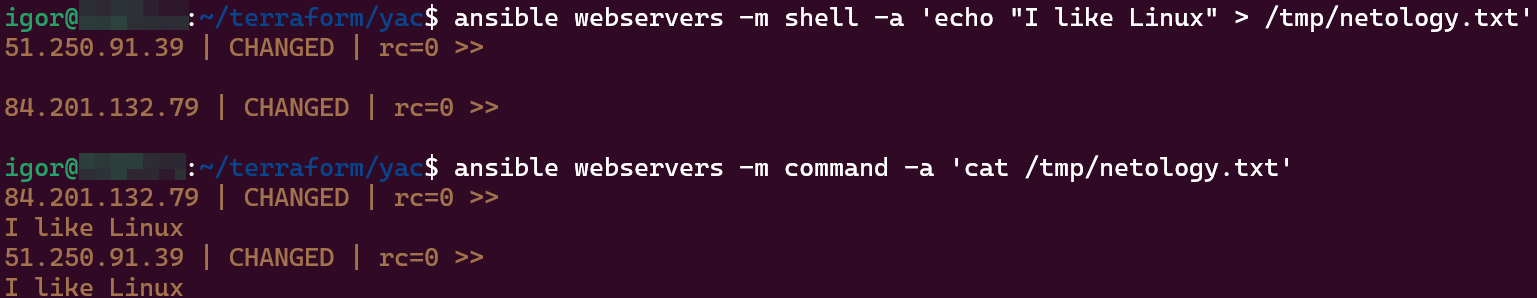 igor@:~/terraform/yac$ ansible webservers -m shell -a 'echo "I like Linux" > /tmp/netology.txt'
51.250.91.39 | CHANGED | rc=0 >>
84.201.132.79 | CHANGED | rc=0 >>
igor@:~/terraform/yac$ ansible webservers -m command -a 'cat /tmp/netology.txt'
84.201.132.79 | CHANGED | rc=0 >>
I like Linux
51.250.91.39 | CHANGED | rc=0 >>
I like Linux